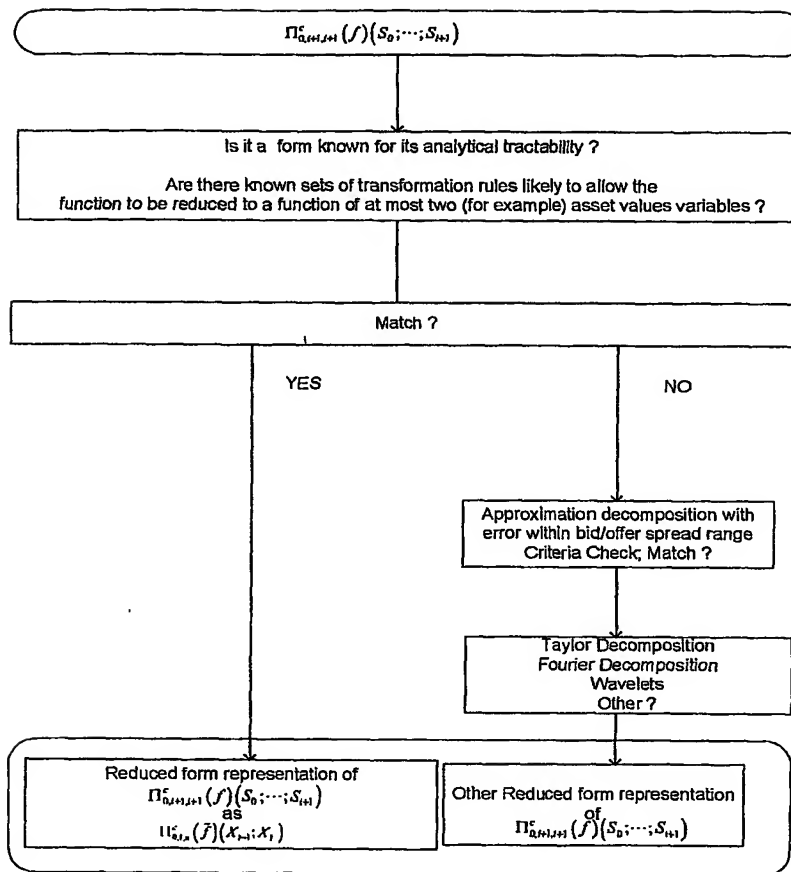 Π^c_{0,i+1,i+1}(f)(S_0;⋯;S_{i+1})
Is it a form known for its analytical tractability ?
Are there known sets of transformation rules likely to allow the
function to be reduced to a function of at most two (for example) asset values variables ?
Match ?
YES
NO
Approximation decomposition with
error within bid/offer spread range
Criteria Check; Match ?
Taylor Decomposition
Fourier Decomposition
Wavelets
Other ?
Reduced form representation of
Π^c_{0,i+1,i+1}(f)(S_0;⋯;S_{i+1})
as
Other Reduced form representation
of
Π^c_{0,i+1,i+1}(f)(S_0;⋯;S_{i+1})